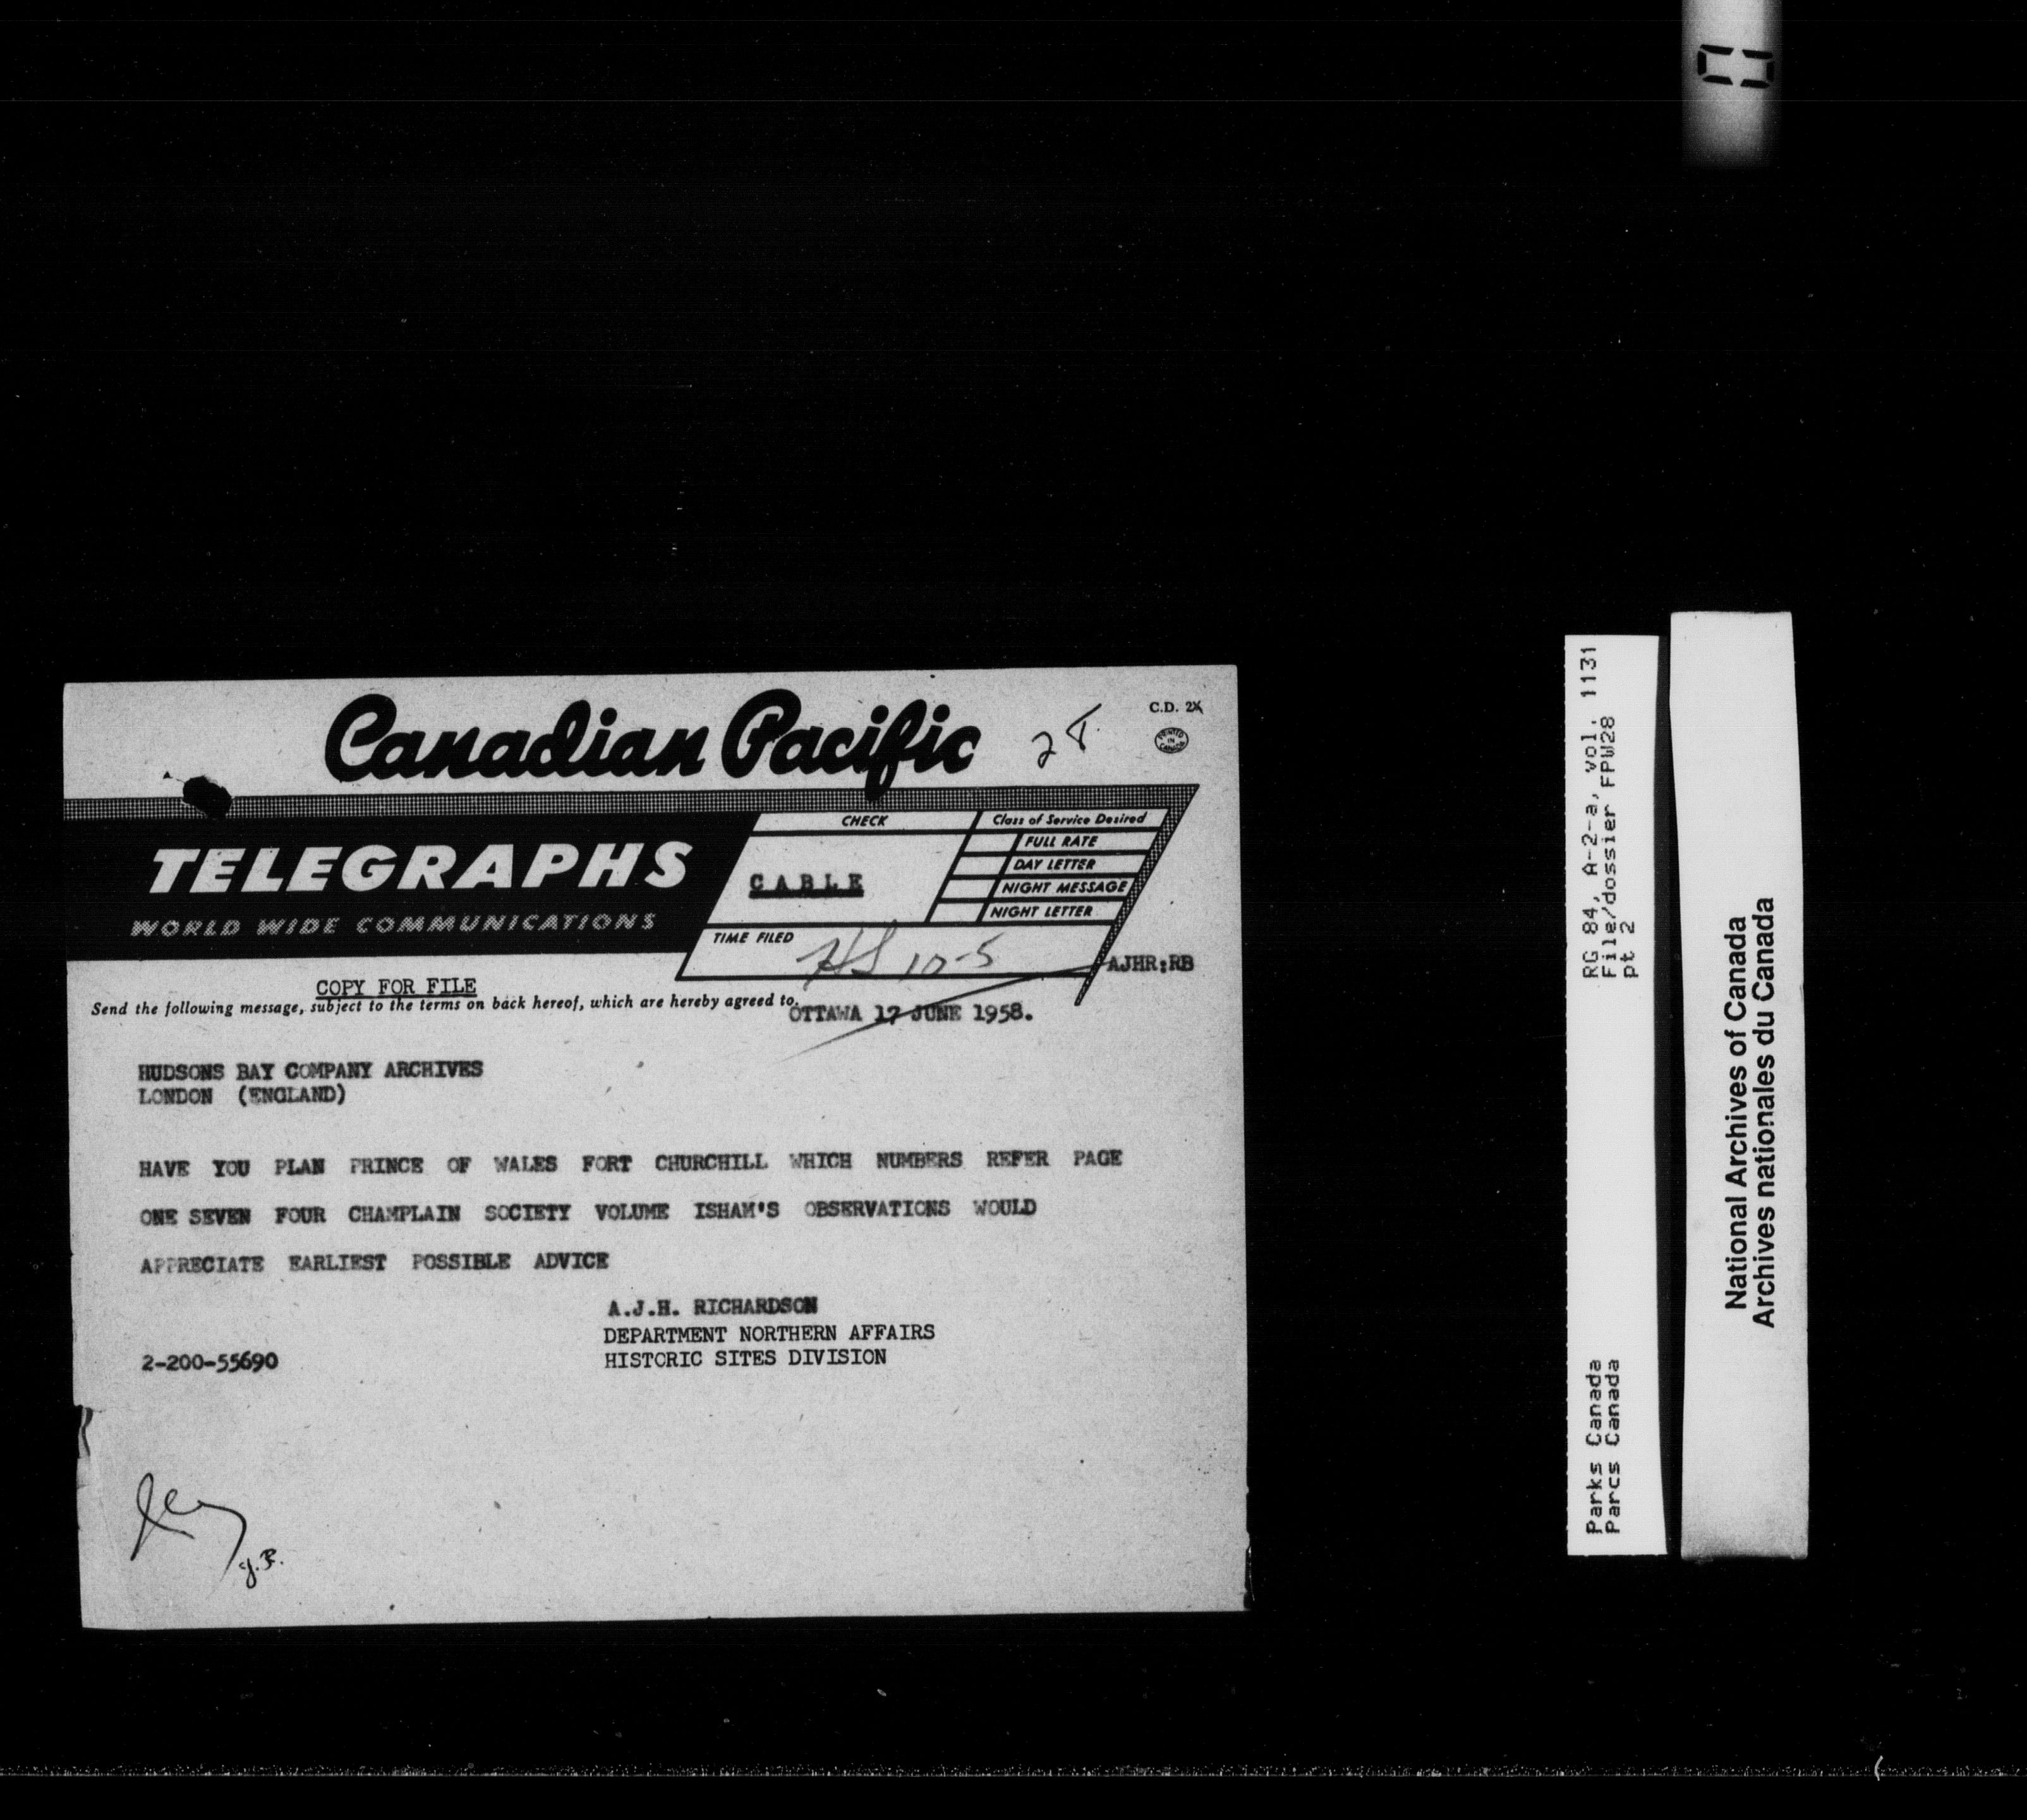 Canadian Pacific
28
C.D. 2X
PRINTED IN CANADA
TELEGRAPHS
WORLD WIDE COMMUNICATIONS
CHECK
CABLE
Class of Service Desired
FULL RATE
DAY LETTER
NIGHT MESSAGE
NIGHT LETTER
TIME FILED
HS 10-5
AJHR:RB
COPY FOR FILE
Send the following message, subject to the terms on back hereof, which are hereby agreed to.
OTTAWA 17 JUNE 1958.
HUDSONS BAY COMPANY ARCHIVES
LONDON (ENGLAND)
HAVE YOU PLAN PRINCE OF WALES FORT CHURCHILL WHICH NUMBERS REFER PAGE
ONE SEVEN FOUR CHAMPLAIN SOCIETY VOLUME ISHAM'S OBSERVATIONS WOULD
APPRECIATE EARLIEST POSSIBLE ADVICE
A.J.H. RICHARDSON
DEPARTMENT NORTHERN AFFAIRS
2-200-55690
HISTORIC SITES DIVISION
RG 84, A-2-a, Vol. 1131
File/dossier FPW28
pt 2
Parks Canada
Parcs Canada
National Archives of Canada
Archives nationales du Canada